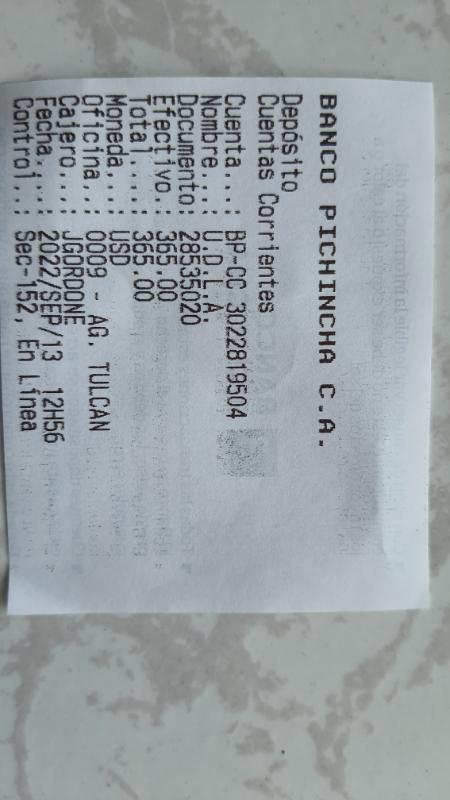 BANCO PICHINCHA C.A.
Depósito
Cuentas Corrientes
Cuenta...: BP-CC 3022819504
Nombre...: U.D.L.A.
Documento: 28535020
Efectivo.: 365.00
Total....: 365.00
Moneda...: USD
Oficina..: 0009 - AG. TULCAN
Cajero...: JGORDONE
Fecha....: 2022/SEP/13 12H56
Control..: Sec-152, En Línea